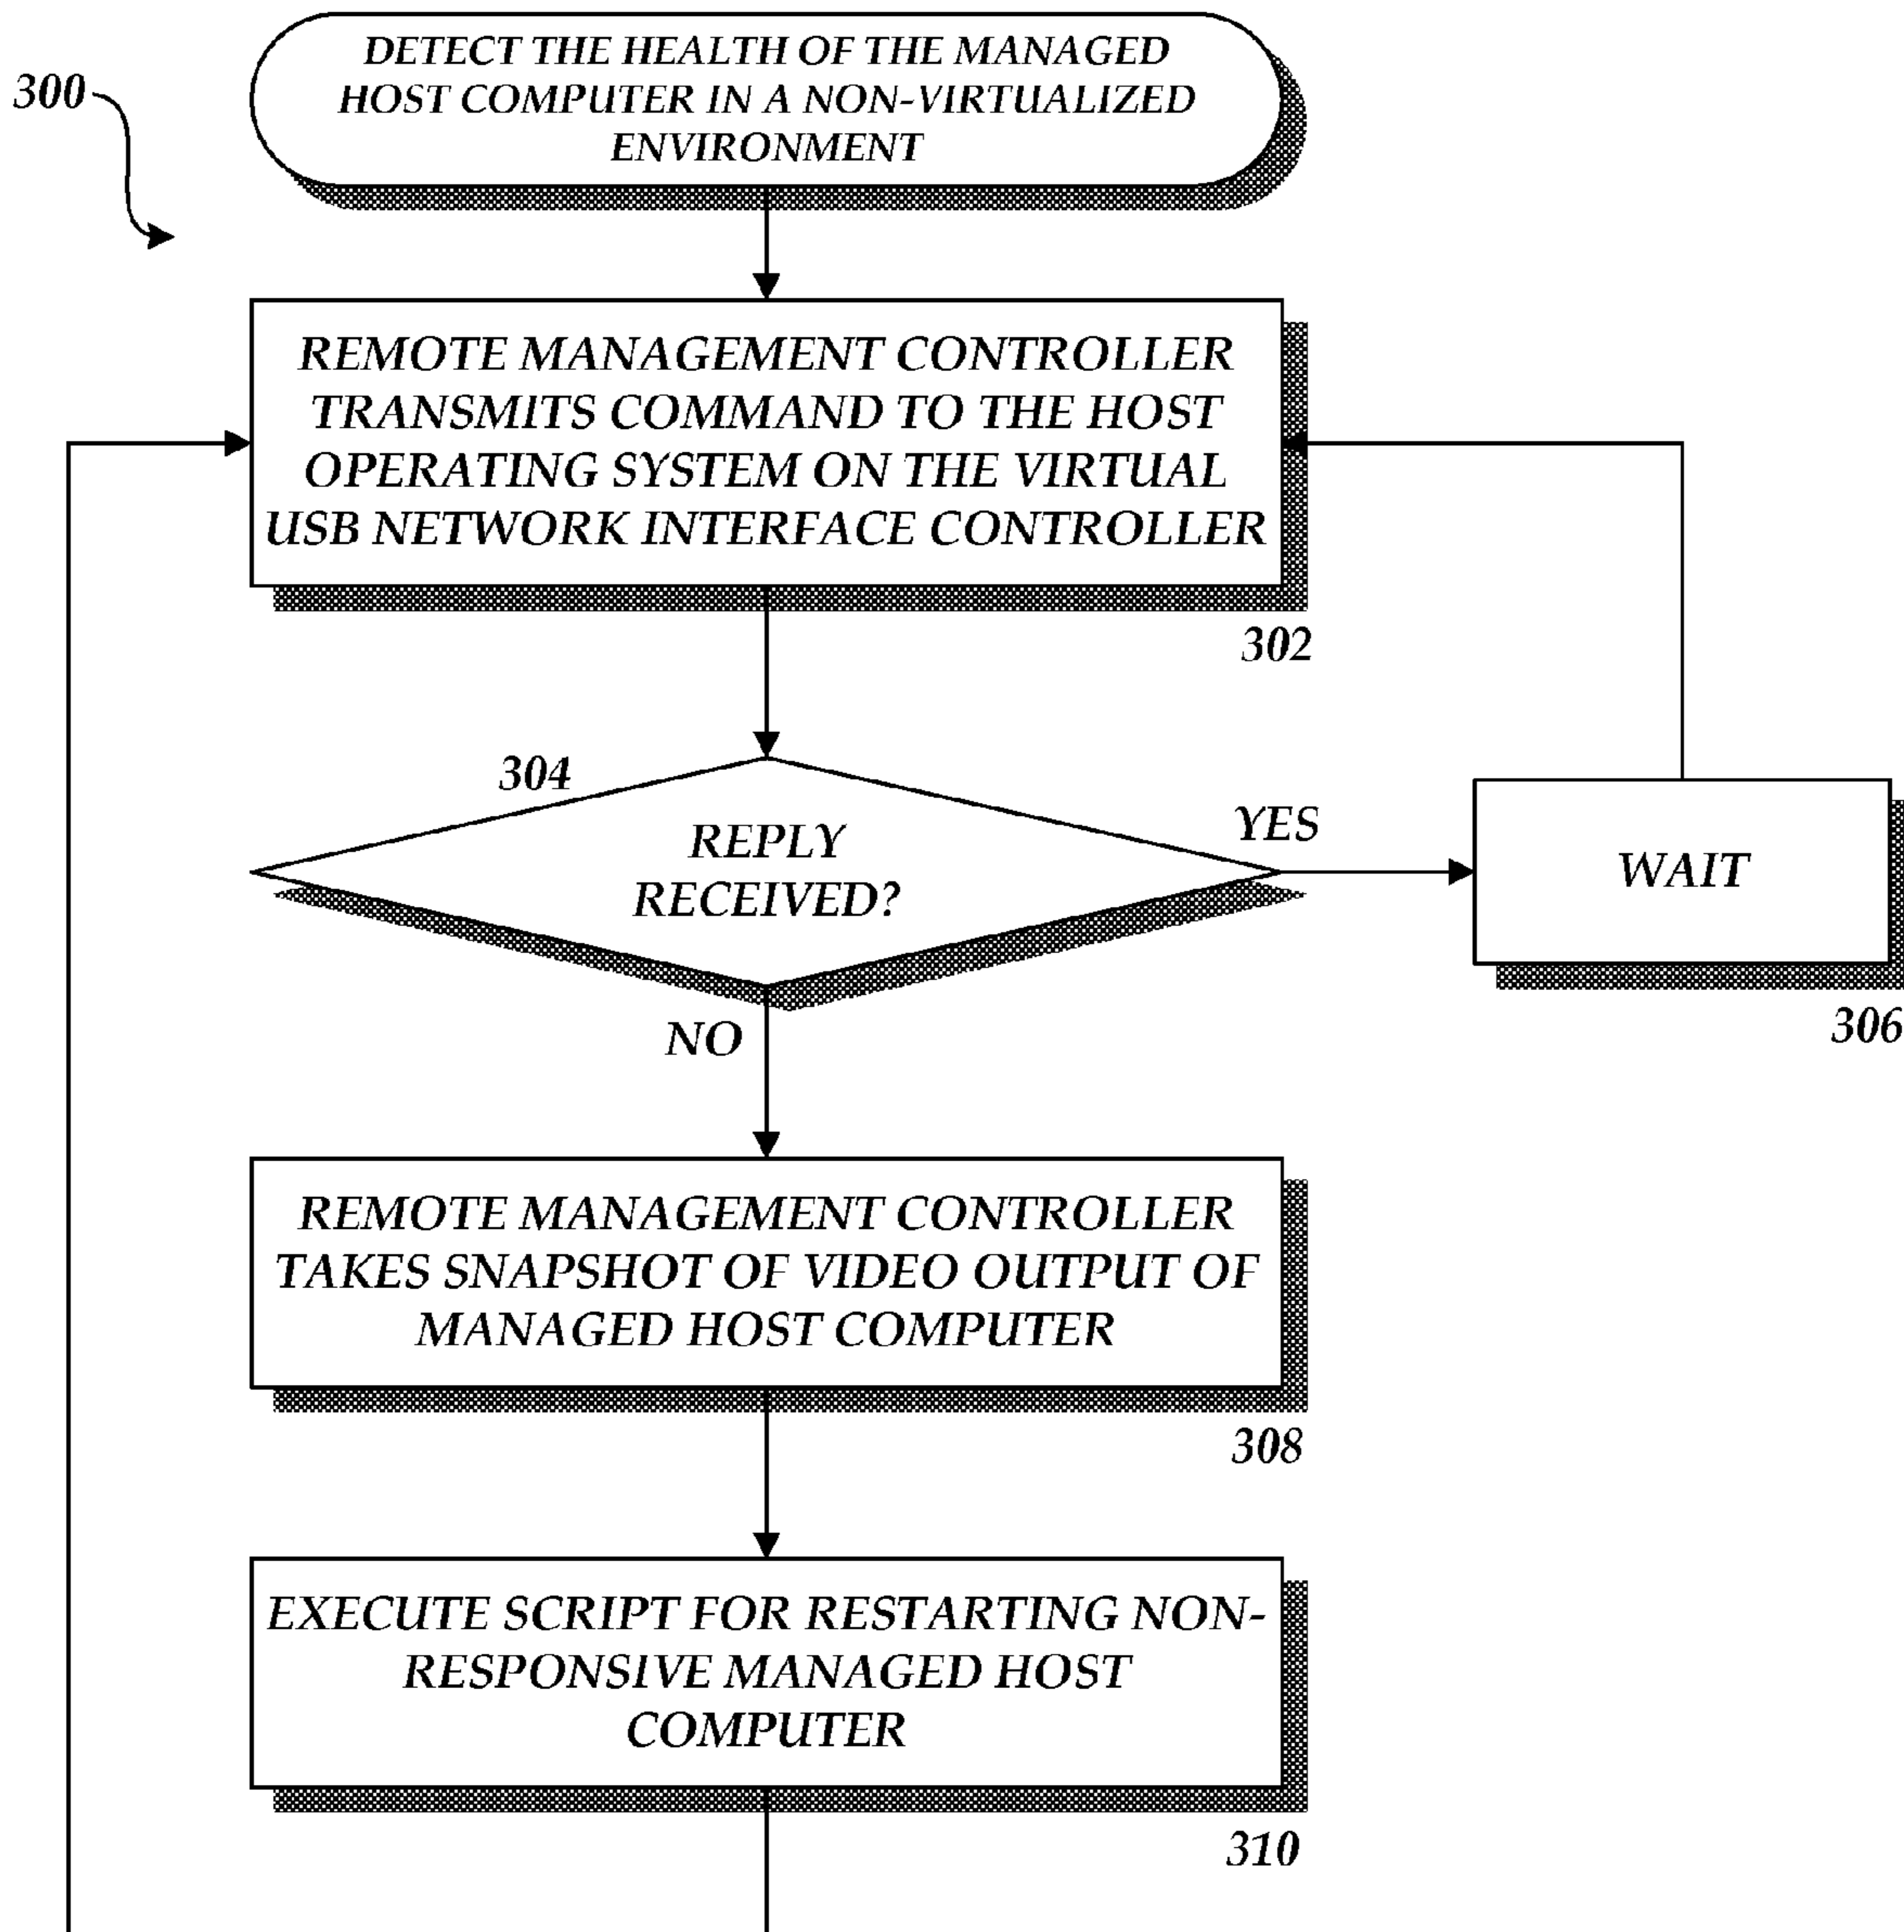 DETECT THE HEALTH OF THE MANAGED
HOST COMPUTER IN A NON-VIRTUALIZED
ENVIRONMENT
300
REMOTE MANAGEMENT CONTROLLER
TRANSMITS COMMAND TO THE HOST
OPERATING SYSTEM ON THE VIRTUAL
USB NETWORK INTERFACE CONTROLLER
302
304
REPLY
RECEIVED?
YES
WAIT
306
NO
REMOTE MANAGEMENT CONTROLLER
TAKES SNAPSHOT OF VIDEO OUTPUT OF
MANAGED HOST COMPUTER
308
EXECUTE SCRIPT FOR RESTARTING NON-
RESPONSIVE MANAGED HOST
COMPUTER
310